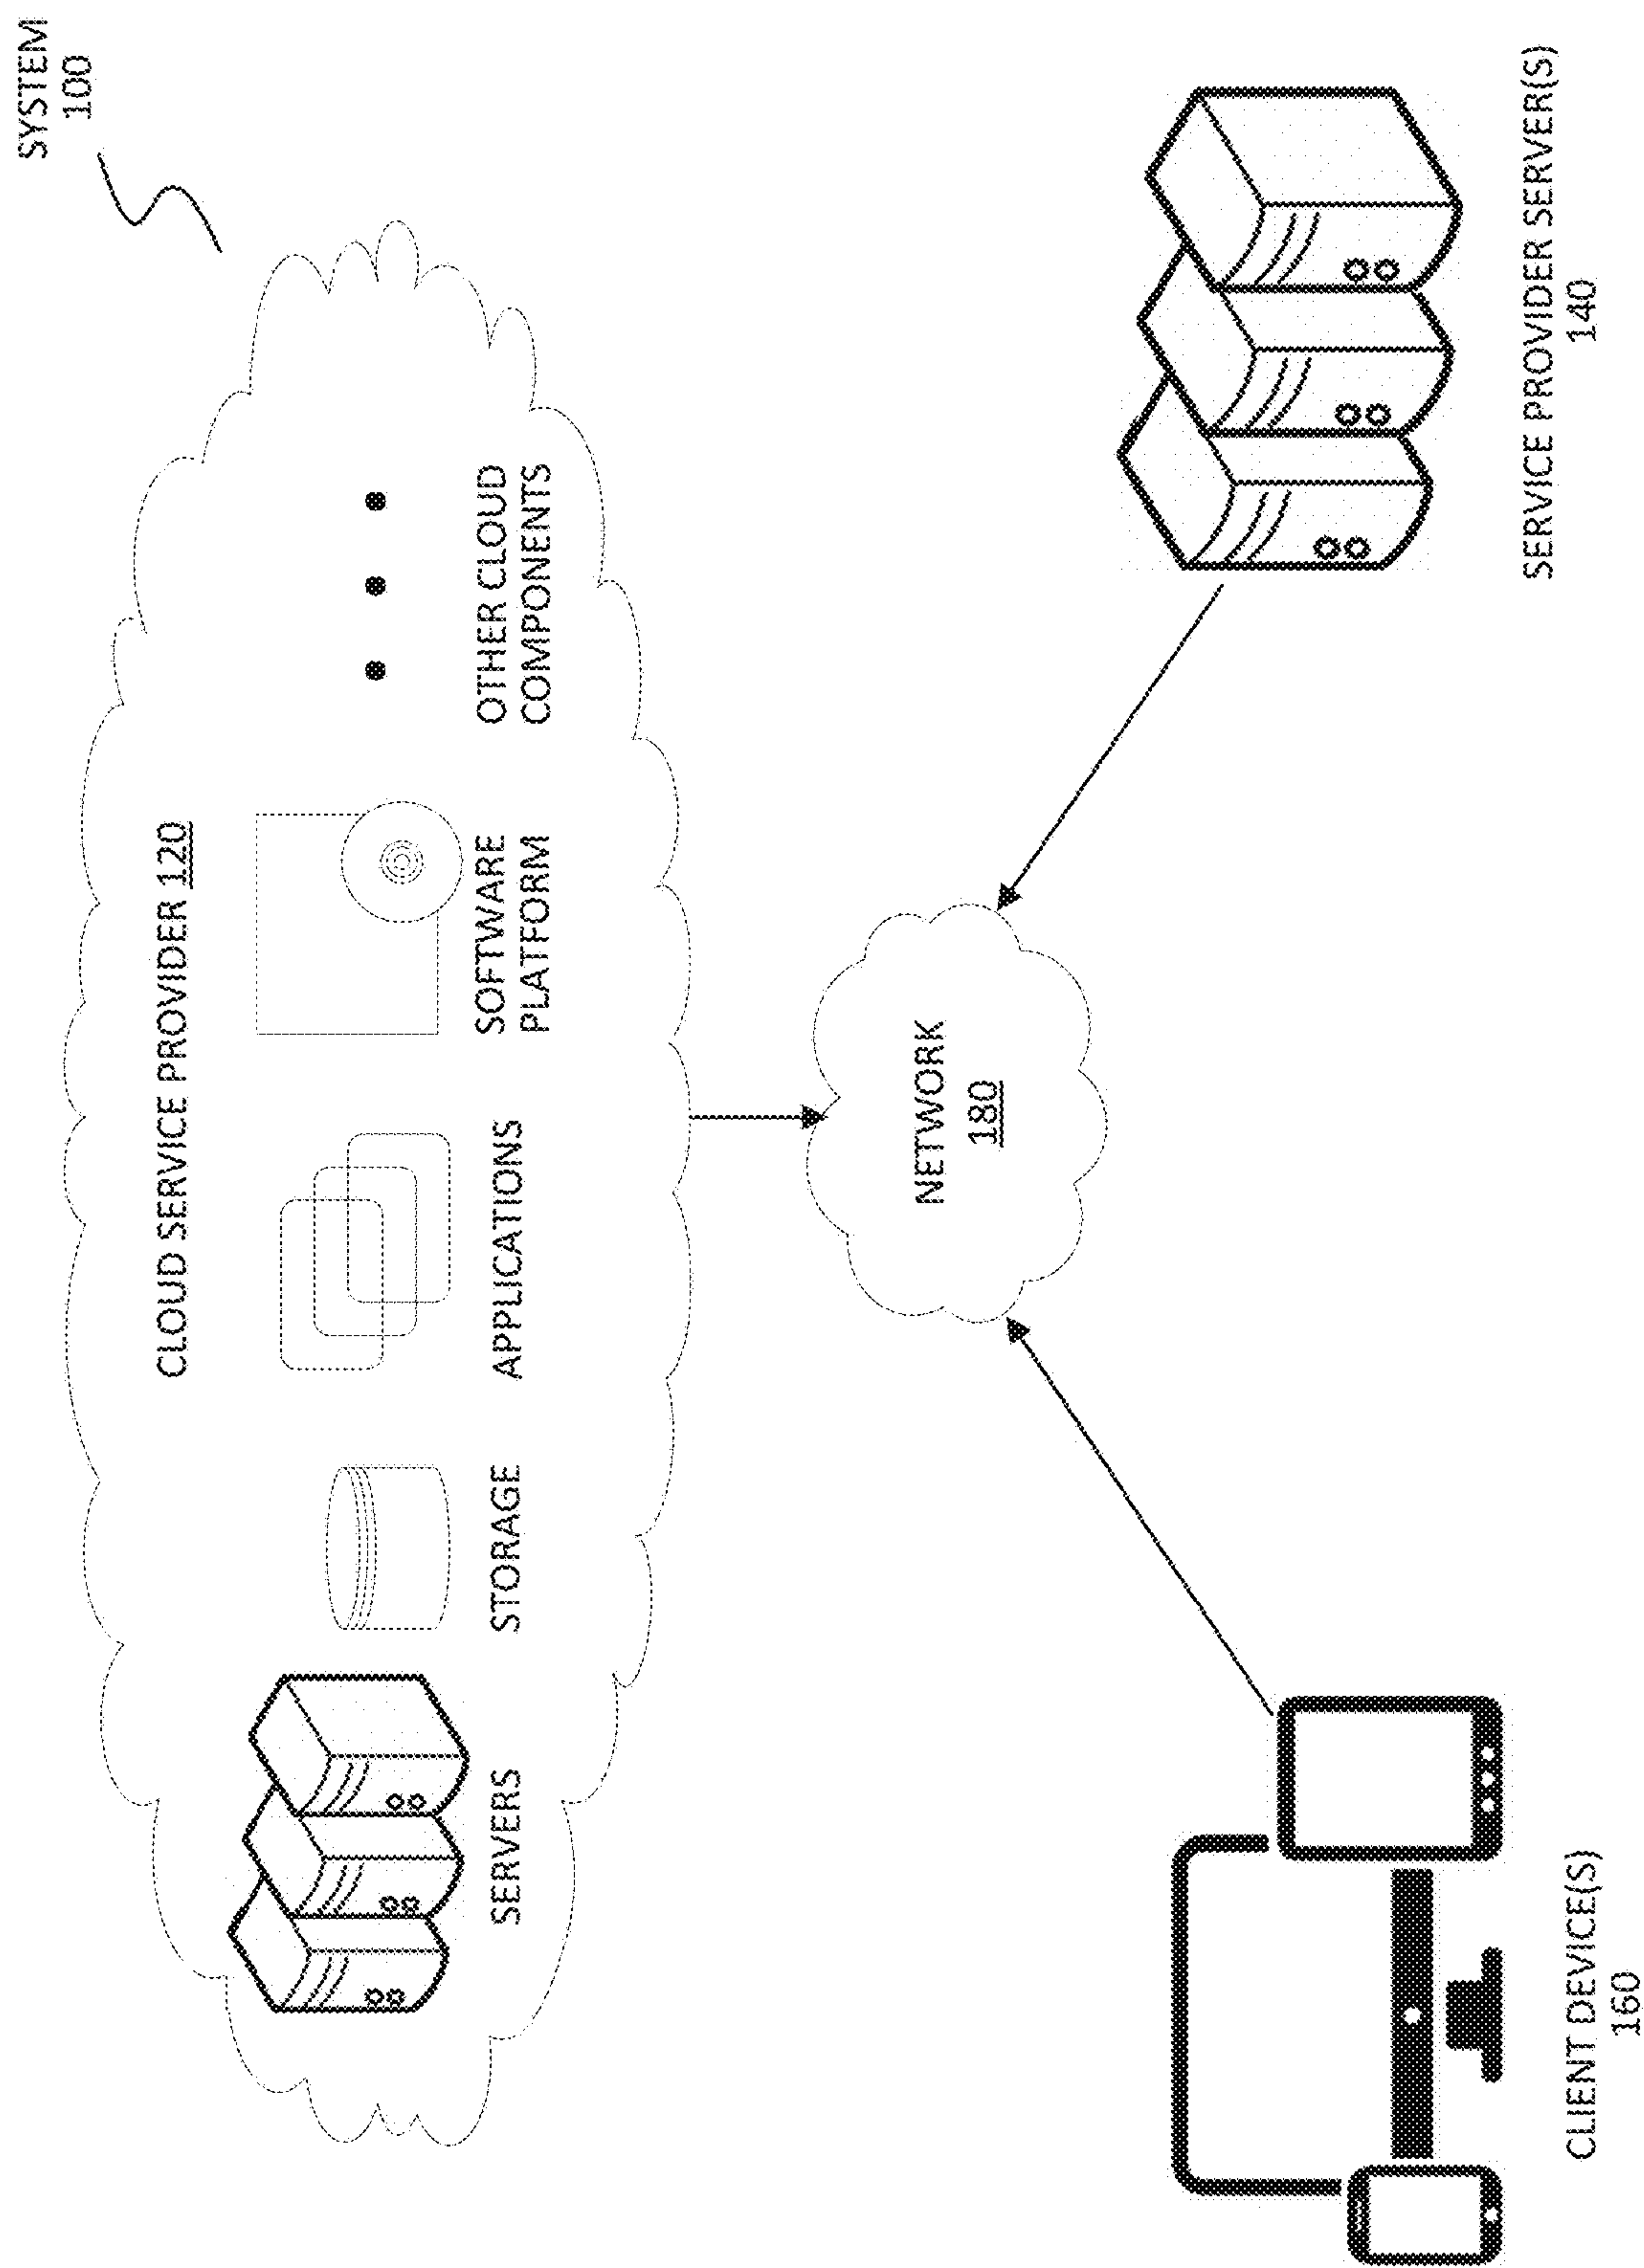 SYSTEM
100
CLOUD SERVICE PROVIDER 120
SERVERS
STORAGE
APPLICATIONS
SOFTWARE
PLATFORM
OTHER CLOUD
COMPONENTS
NETWORK
180
CLIENT DEVICE(S)
160
SERVICE PROVIDER SERVER(S)
140